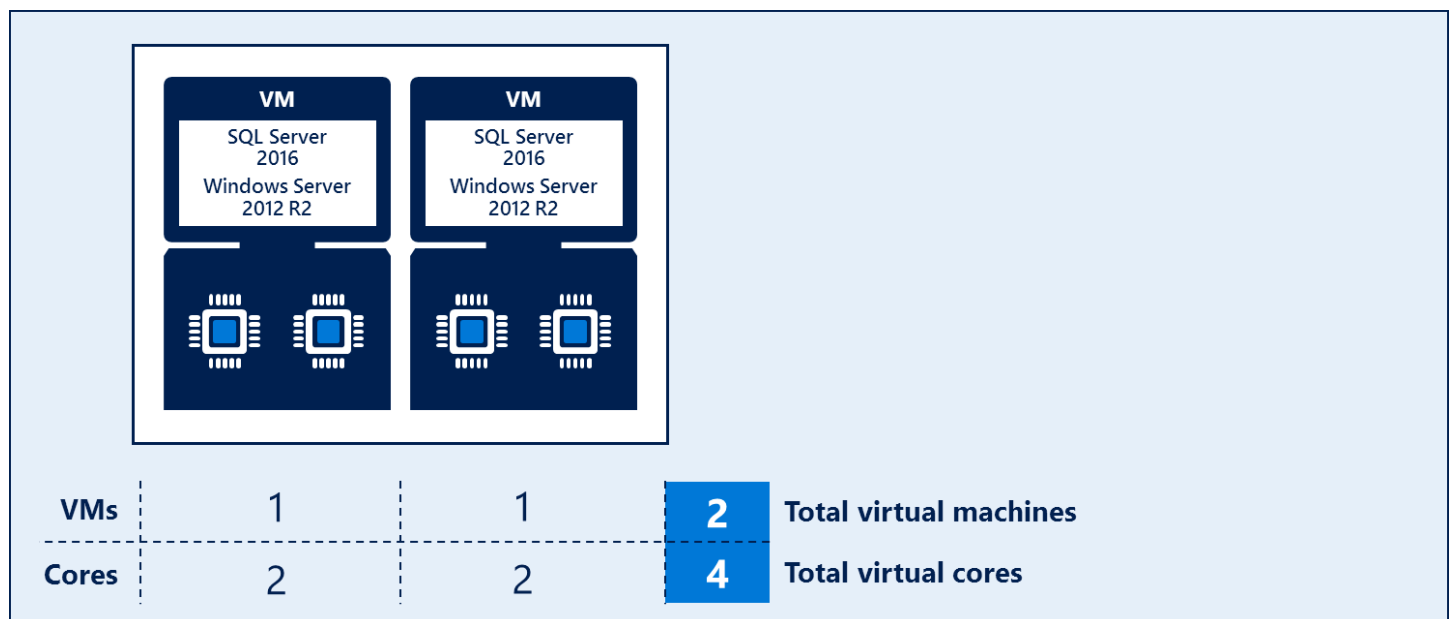 VM
SQL Server
2016
Windows Server
2012 R2
VM
SQL Server
2016
Windows Server
2012 R2
VMs 1 1 2 Total virtual machines
Cores 2 2 4 Total virtual cores